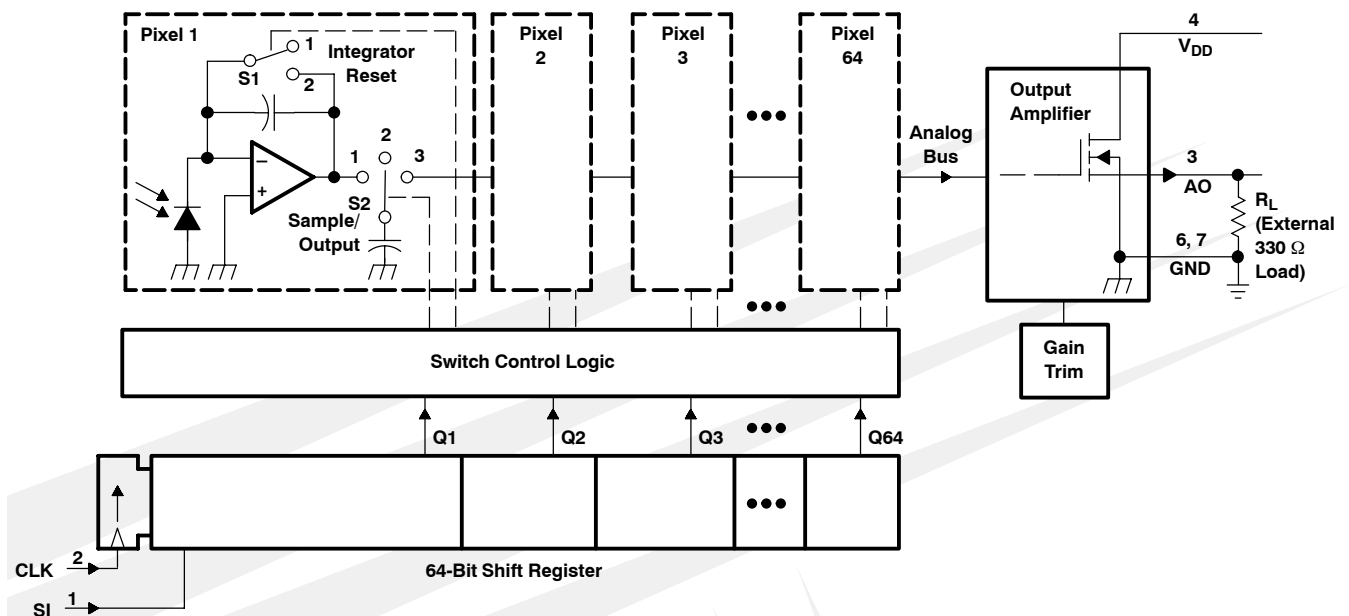 Pixel 1
1
Integrator
Reset
S1
2
2
1
3
S2
Sample/
Output
−
+
Pixel
2
Pixel
3
Pixel
64
Analog
Bus
Output
Amplifier
4
VDD
3
AO
RL
(External
330 Ω
Load)
6, 7
GND
Gain
Trim
Switch Control Logic
Q1
Q2
Q3
Q64
CLK
2
64-Bit Shift Register
SI
1